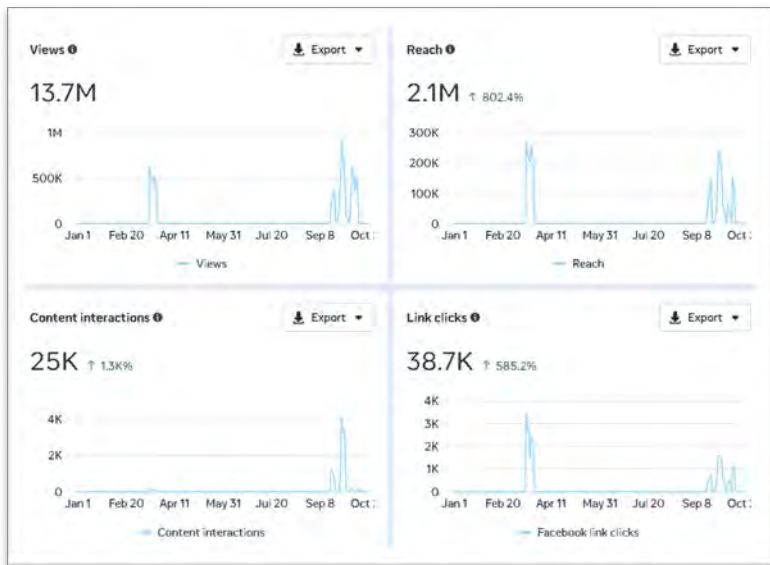 Views
Export
13.7M
1M
500K
0
Jan 1 Feb 20 Apr 11 May 31 Jul 20 Sep 8 Oct 2
Views
Reach
Export
2.1M ↑ 802.4%
300K
200K
100K
0
Jan 1 Feb 20 Apr 11 May 31 Jul 20 Sep 8 Oct
Reach
Content interactions
Export
25K ↑ 1.3K%
4K
2K
0
Jan 1 Feb 20 Apr 11 May 31 Jul 20 Sep 8 Oct
Content interactions
Link clicks
Export
38.7K ↑ 585.2%
4K
3K
2K
1K
0
Jan 1 Feb 20 Apr 11 May 31 Jul 20 Sep 8 Oct
Facebook link clicks